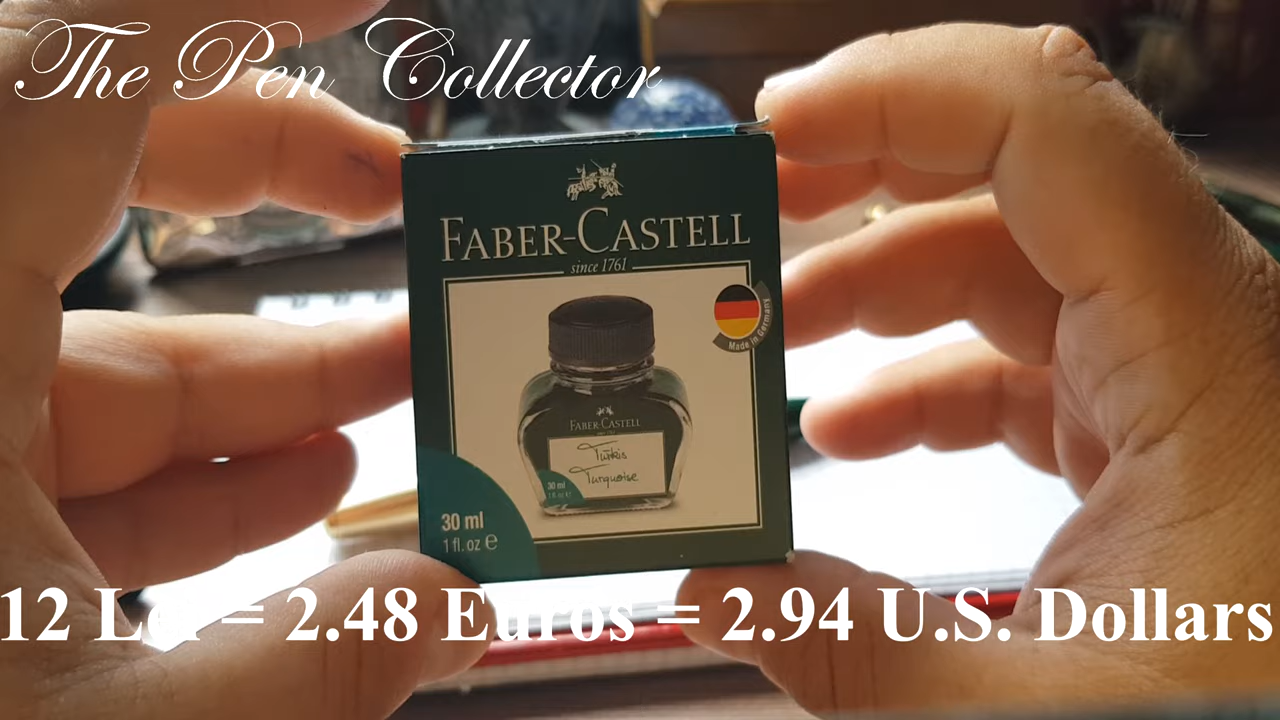 The Pen Collector
FABER-CASTELL
since 1761
Made in Germany
FABER-CASTELL
Türkis
Turquoise
30 ml
1 fl. oz e
30 ml
1 fl. oz e
12 Lei = 2.48 Euros = 2.94 U.S. Dollars